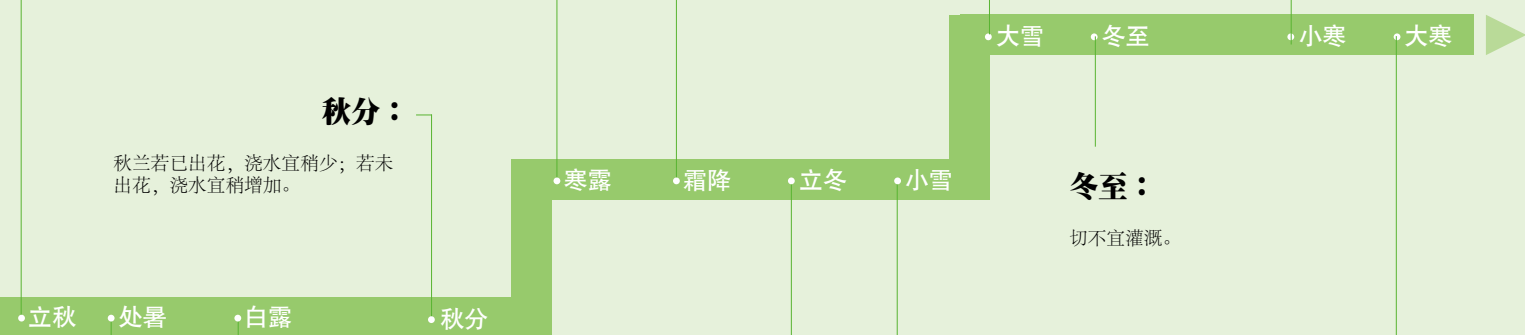 大雪
冬至
小寒
大寒
秋分：
秋兰若已出花，浇水宜稍少；若未
出花，浇水宜稍增加。
寒露
霜降
立冬
小雪
冬至：
切不宜灌溉。
立秋
处暑
白露
秋分